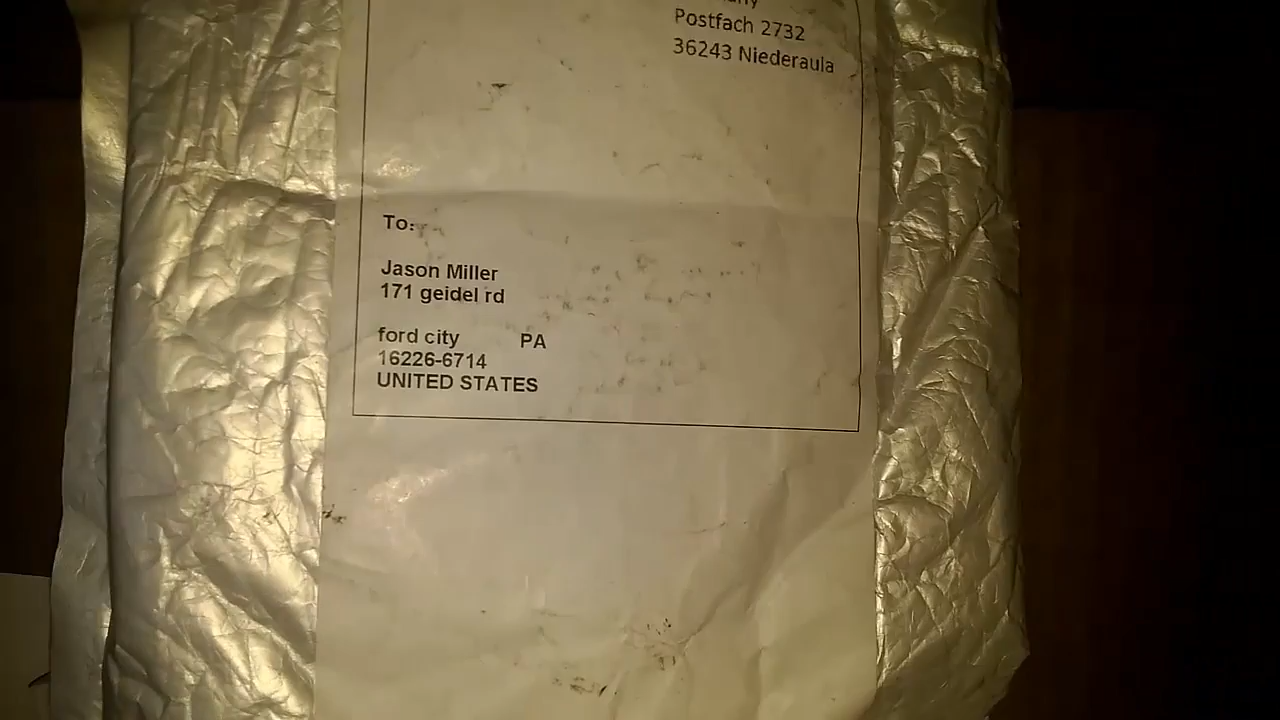 Postfach 2732
36243 Niederaula
To:
Jason Miller
171 geidel rd
ford city PA
16226-6714
UNITED STATES